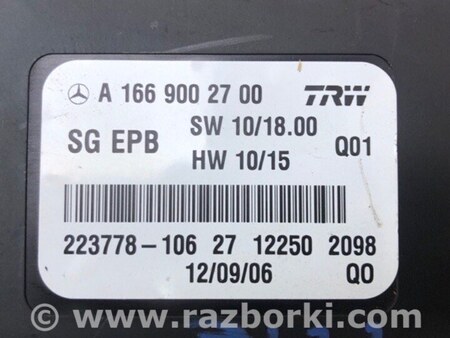 A 166 900 27 00 TRW
SG EPB SW 10/18.00 Q01
HW 10/15
223778-106 27 12250 2098
12/09/06 QO
© www.razborki.com